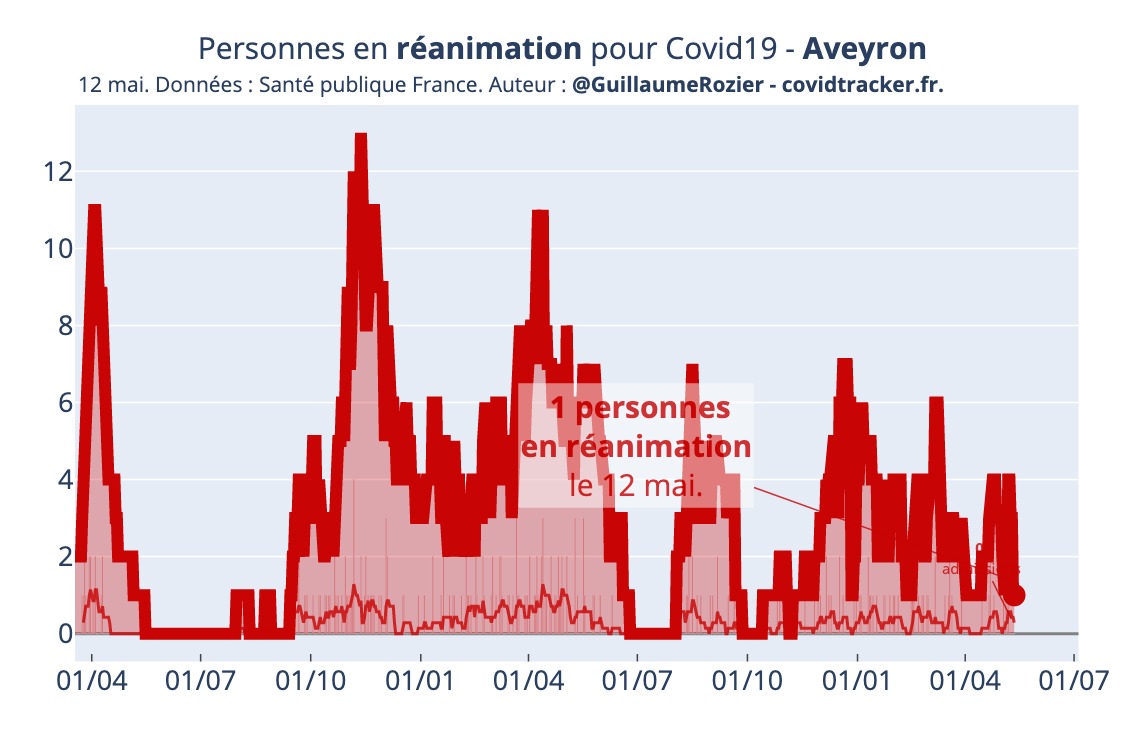 Personnes en réanimation pour Covid19 - Aveyron
12 mai. Données : Santé publique France. Auteur : @GuillaumeRozier - covidtracker.fr.
12
10
8
6
4
2
0
1 personnes
en réanimation
le 12 mai.
01/04 01/07 01/10 01/01 01/04 01/07 01/10 01/01 01/04 01/07